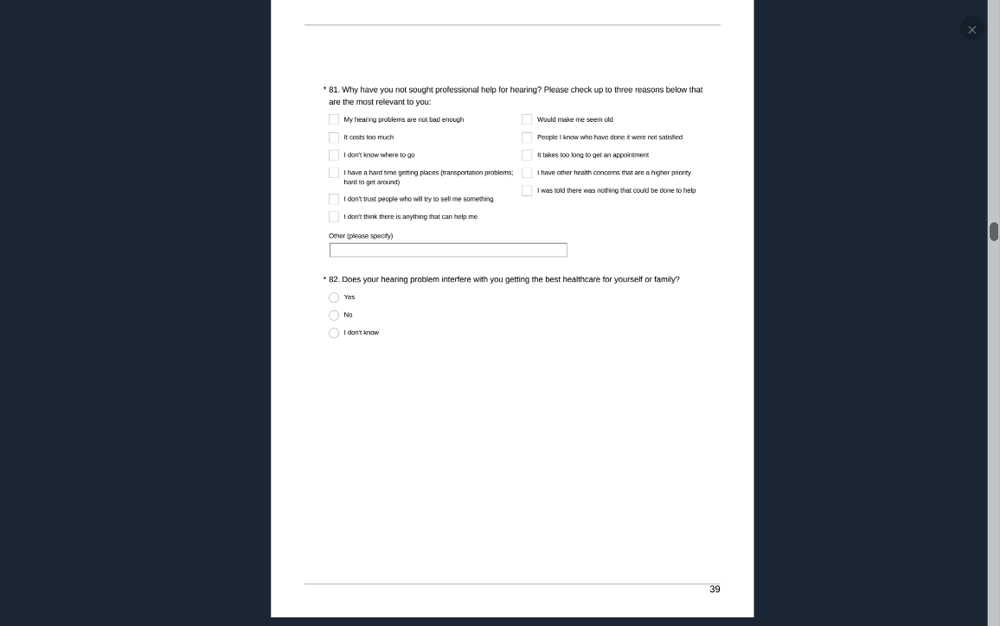 * 81. Why have you not sought professional help for hearing? Please check up to three reasons below that
are the most relevant to you:
My hearing problems are not bad enough
It costs too much
I don't know where to go
I have a hard time getting places (transportation problems;
hard to get around)
I don't trust people who will try to sell me something
I don't think there is anything that can help me
Would make me seem old
People I know who have done it were not satisfied
It takes too long to get an appointment
I have other health concerns that are a higher priority
I was told there was nothing that could be done to help
Other (please specify)
* 82. Does your hearing problem interfere with you getting the best healthcare for yourself or family?
Yes
No
I don't know
39